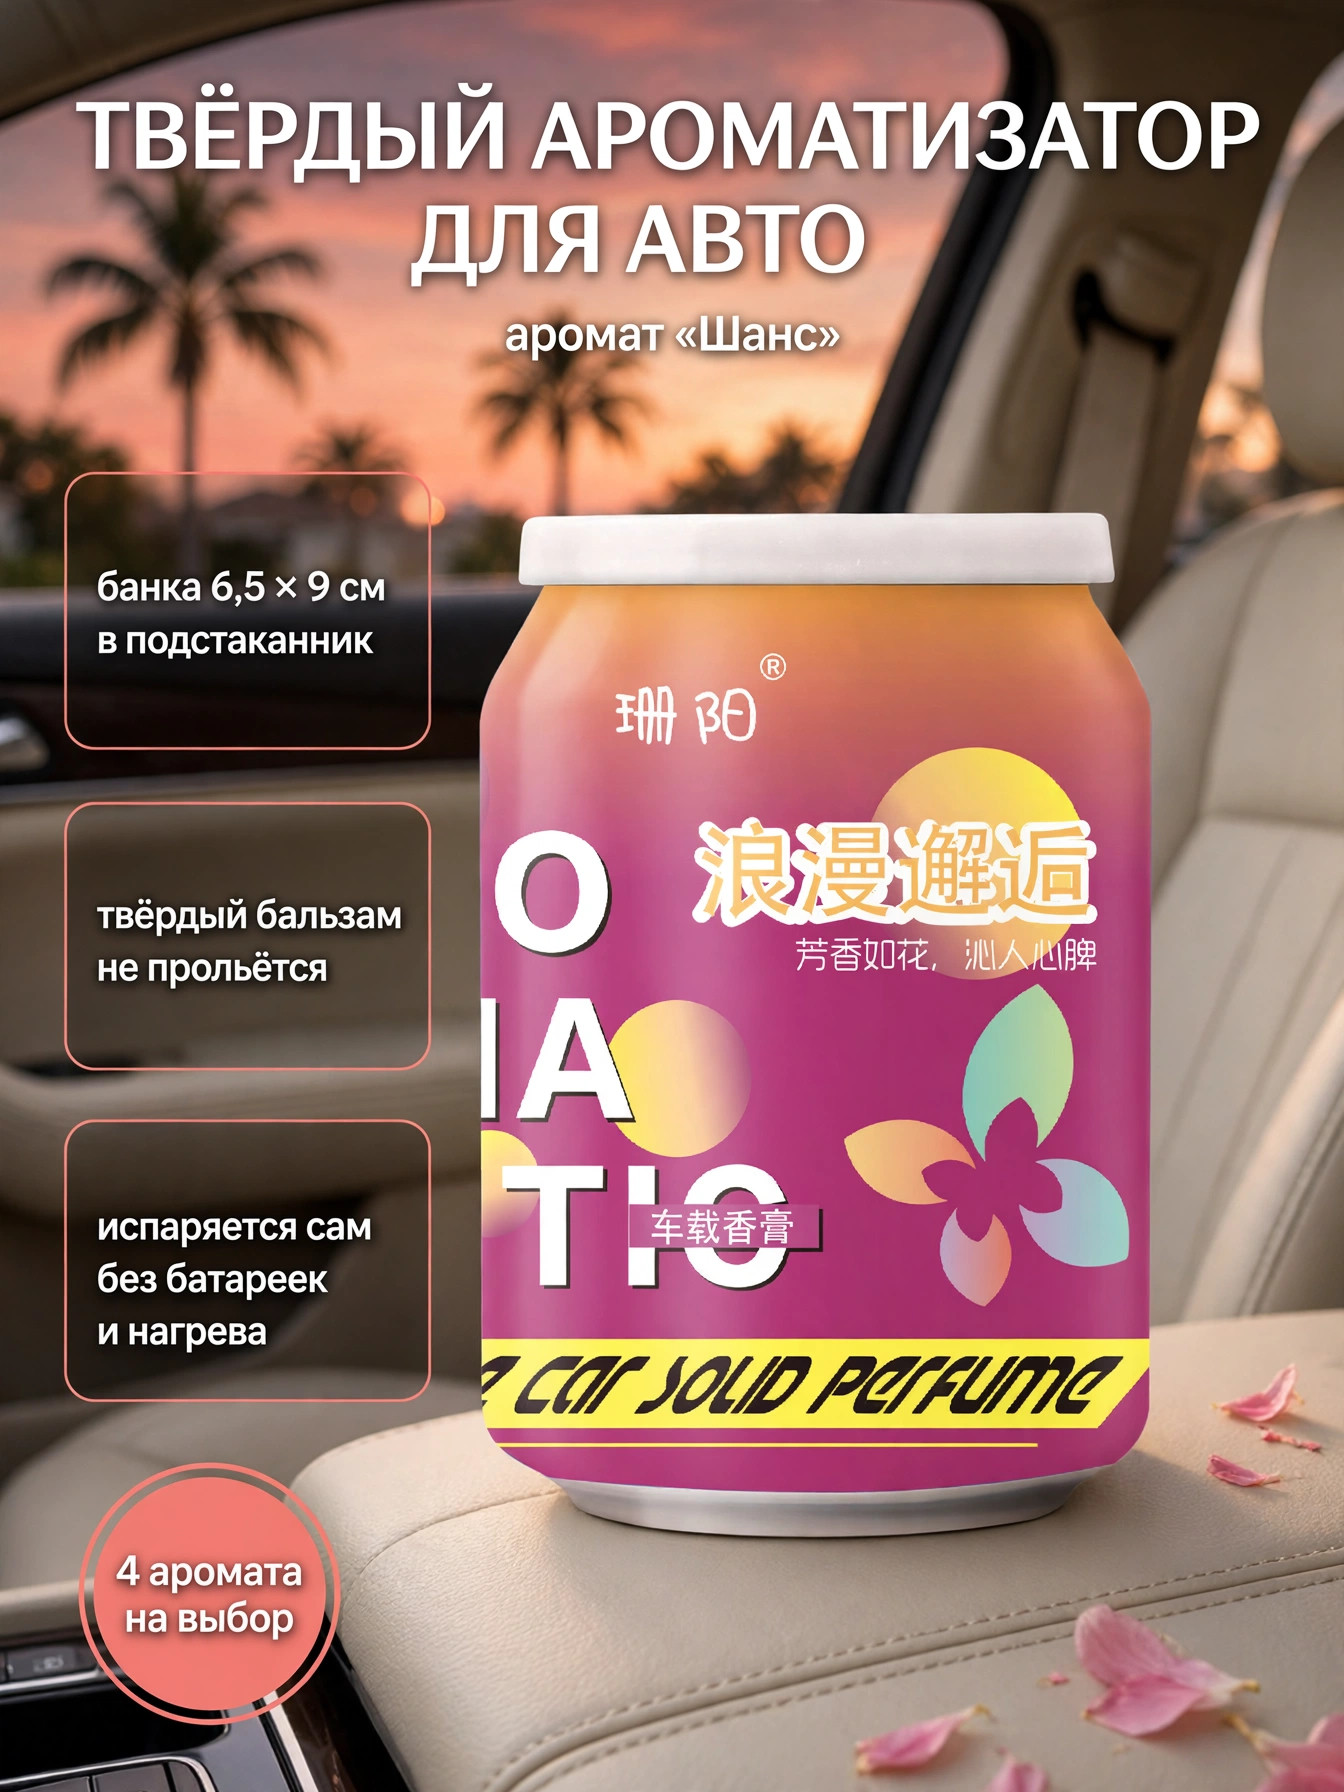 ТВЁРДЫЙ АРОМАТИЗАТОР
ДЛЯ АВТО
аромат «Шанс»
банка 6,5 × 9 см
в подстаканник
твёрдый бальзам
не прольётся
испаряется сам
без батареек
и нагрева
4 аромата
на выбор
珊阳®
浪漫邂逅
芳香如花，沁人心脾
O
A
TIC
车载香膏
CAR SOLID PERFUME